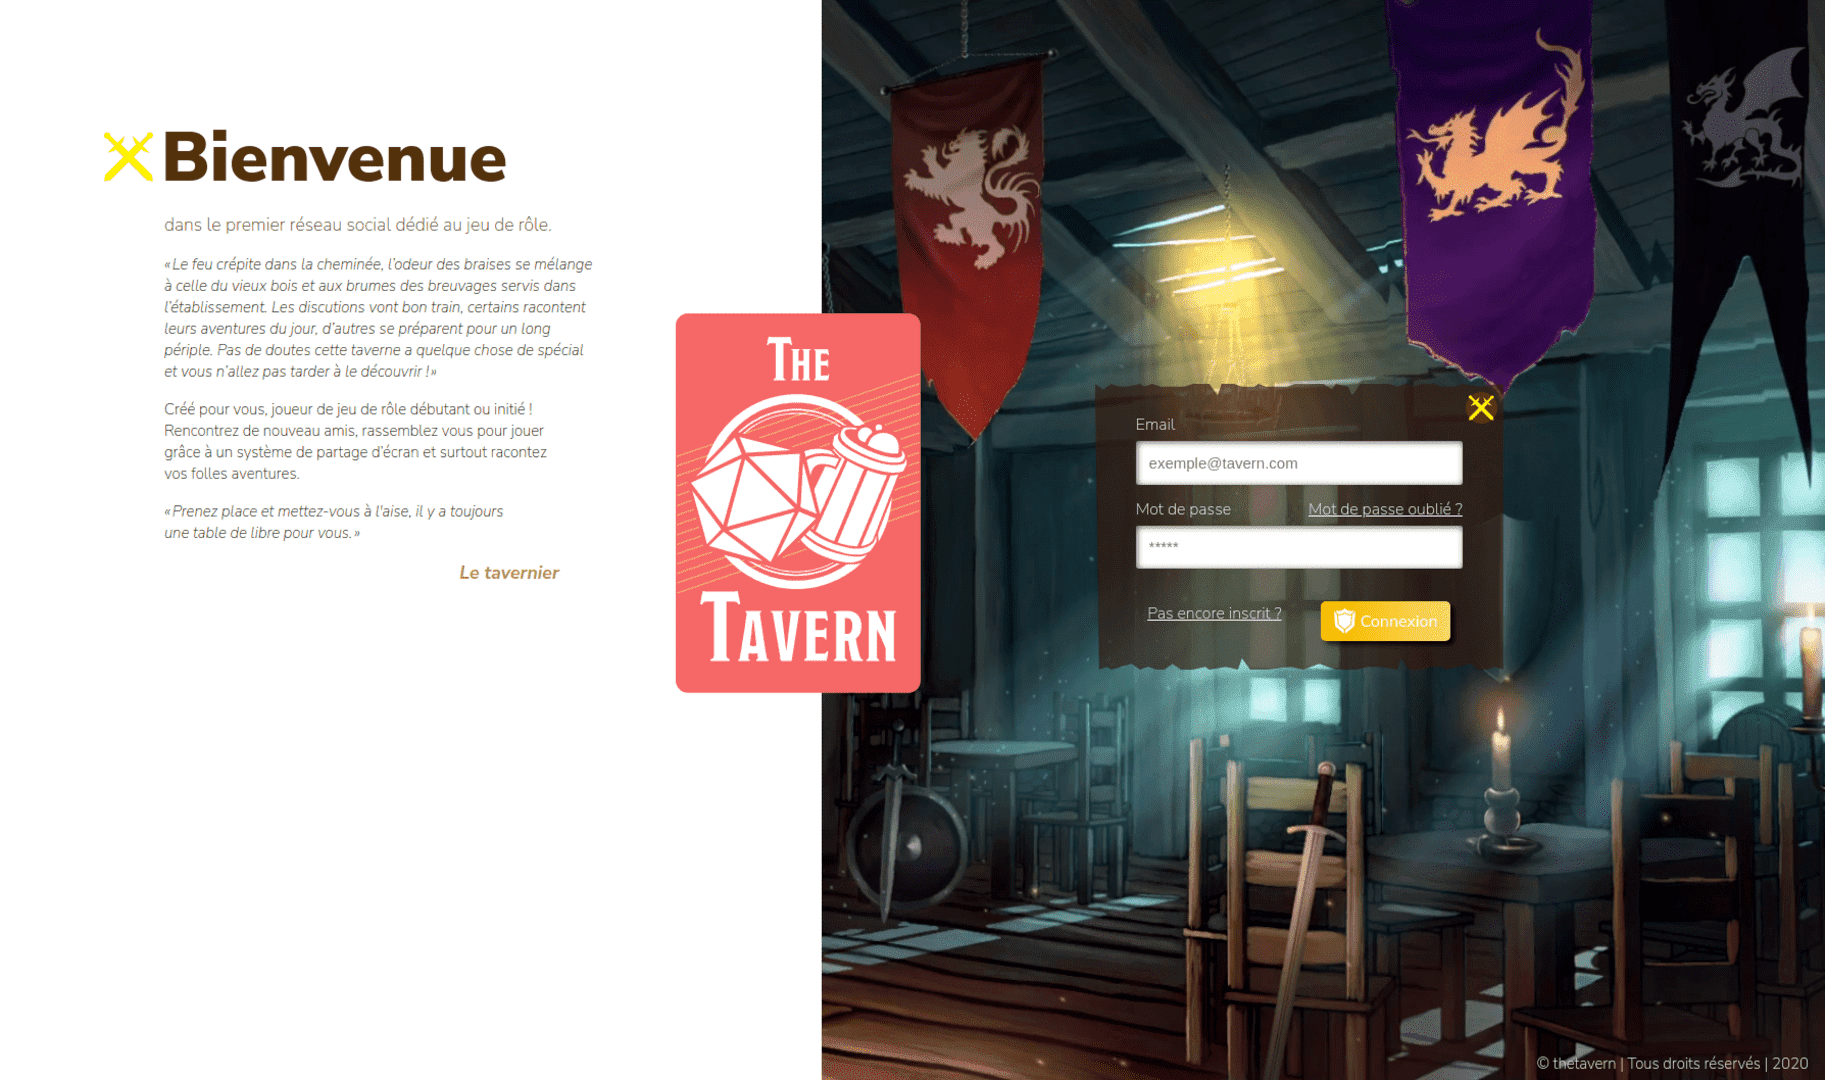 Bienvenue
dans le premier réseau social dédié au jeu de rôle.
« Le feu crépite dans la cheminée, l'odeur des braises se mélange
à celle du vieux bois et aux brumes des breuvages servis dans
l'établissement. Les discutions vont bon train, certains racontent
leurs aventures du jour, d'autres se préparent pour un long
périple. Pas de doutes cette taverne a quelque chose de spécial
et vous n'allez pas tarder à le découvrir ! »
Créé pour vous, joueur de jeu de rôle débutant ou initié !
Rencontrez de nouveau amis, rassemblez vous pour jouer
grâce à un système de partage d'écran et surtout racontez
vos folles aventures.
« Prenez place et mettez-vous à l'aise, il y a toujours
une table de libre pour vous. »
Le tavernier
THE
TAVERN
Email
exemple@tavern.com
Mot de passe Mot de passe oublié ?
*****
Pas encore inscrit ? Connexion
© thetavern | Tous droits réservés | 2020